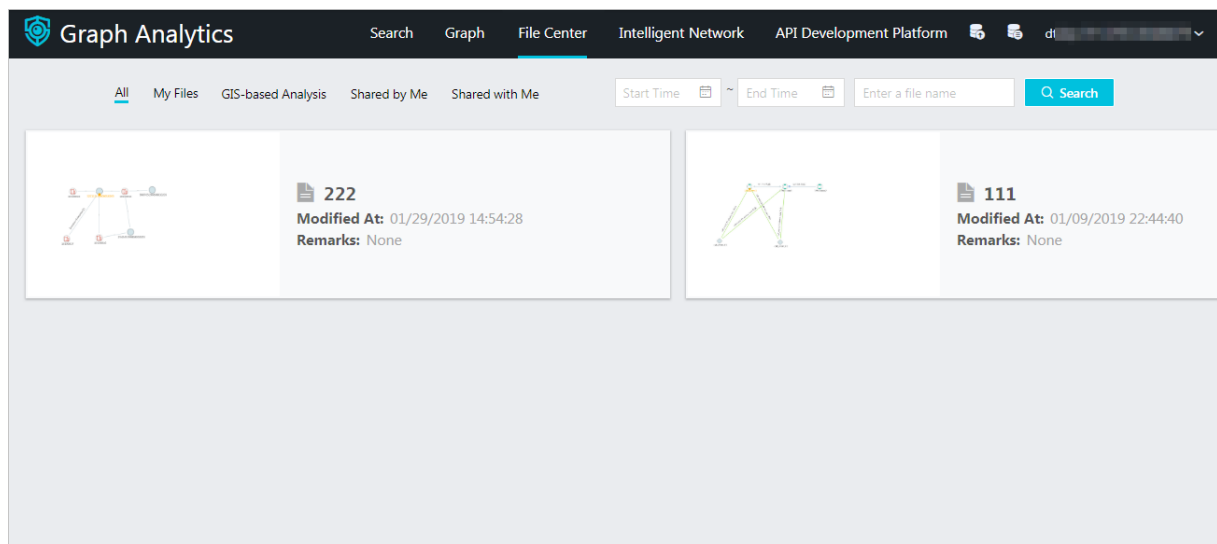 Graph Analytics Search Graph File Center Intelligent Network API Development Platform
All My Files GIS-based Analysis Shared by Me Shared with Me Start Time ~ End Time Enter a file name Search
222
Modified At: 01/29/2019 14:54:28
Remarks: None
111
Modified At: 01/09/2019 22:44:40
Remarks: None